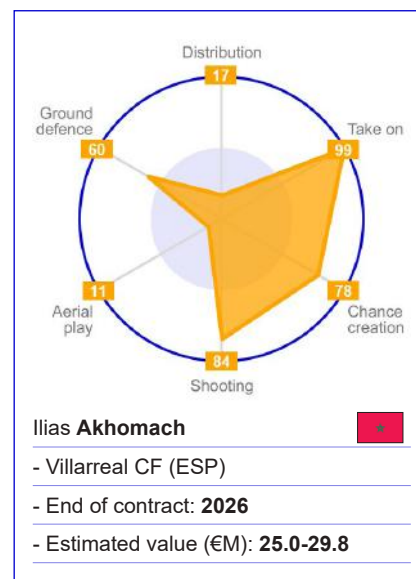 Distribution
17
Ground
defence
60
Take on
99
11
Aerial
play
78
Chance
creation
84
Shooting
Ilias Akhomach
- Villarreal CF (ESP)
- End of contract: 2026
- Estimated value (€M): 25.0-29.8